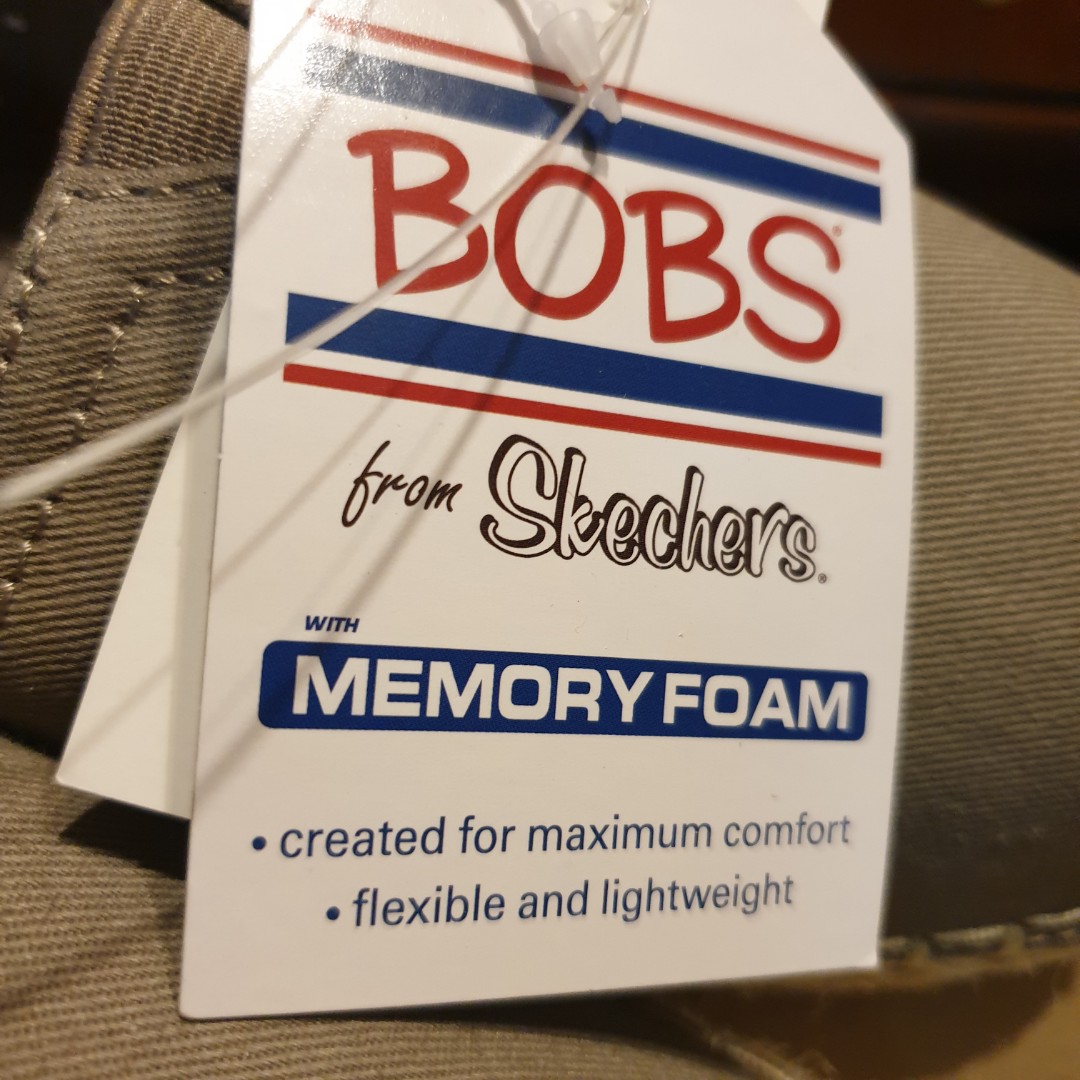 BOBS®
from Skechers®
WITH
MEMORY FOAM
• created for maximum comfort
• flexible and lightweight